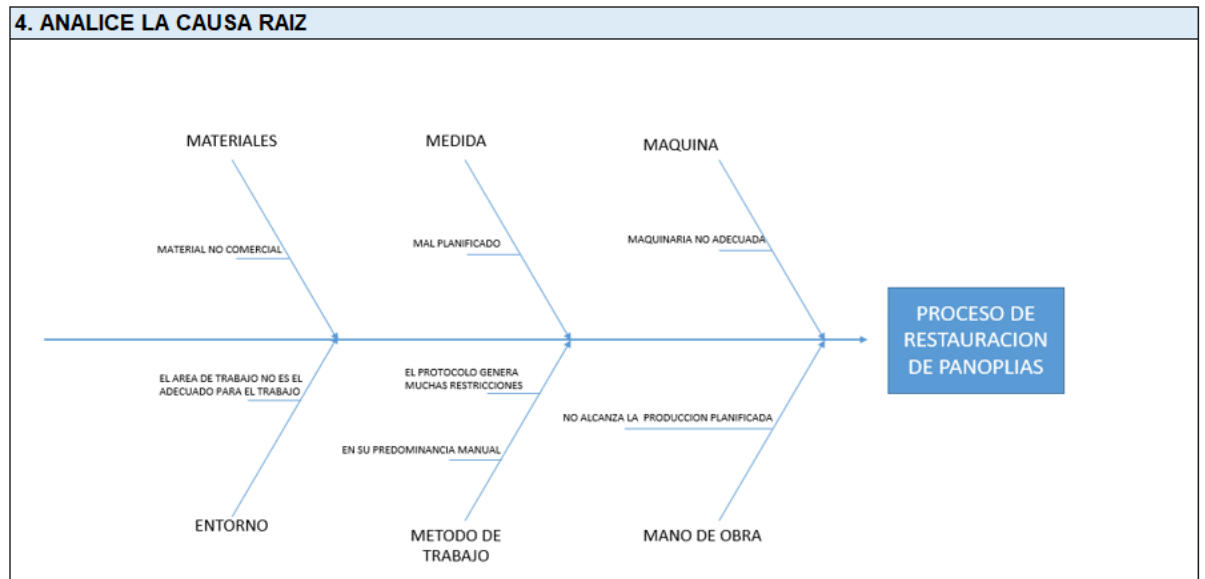 4. ANALICE LA CAUSA RAIZ
MATERIALES
MEDIDA
MAQUINA
MATERIAL NO COMERCIAL
MAL PLANIFICADO
MAQUINARIA NO ADECUADA
PROCESO DE
RESTAURACION
DE PANOPLIAS
EL AREA DE TRABAJO NO ES EL
ADECUADO PARA EL TRABAJO
EL PROTOCOLO GENERA
MUCHAS RESTRICCIONES
NO ALCANZA LA PRODUCCION PLANIFICADA
EN SU PREDOMINANCIA MANUAL
ENTORNO
METODO DE
TRABAJO
MANO DE OBRA